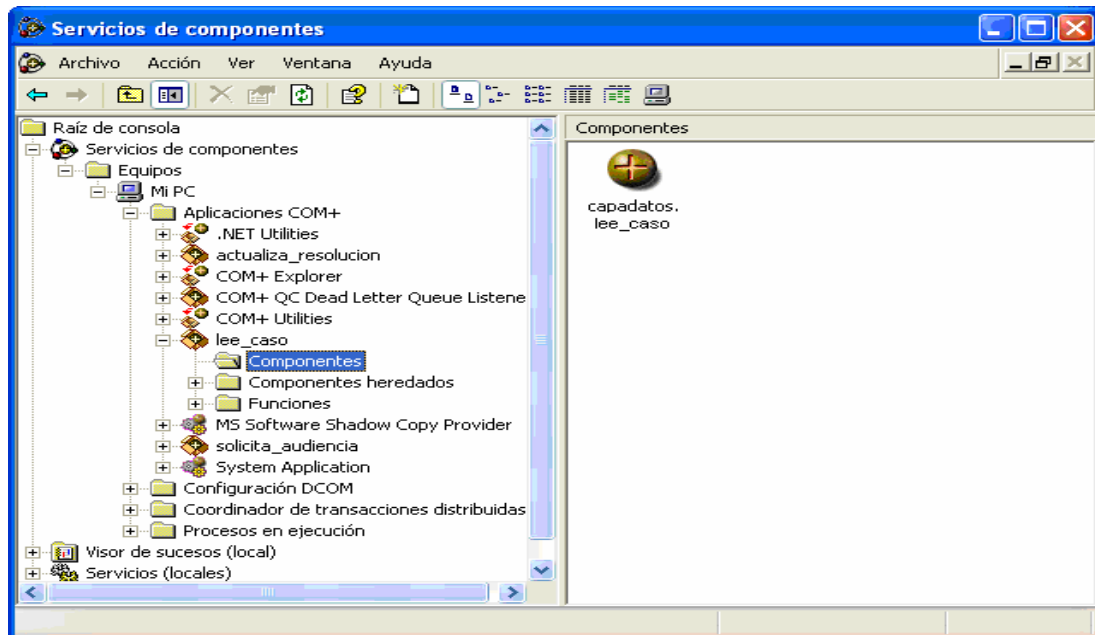 Servicios de componentes
Archivo Acción Ver Ventana Ayuda
Raíz de consola
Servicios de componentes
Equipos
Mi PC
Aplicaciones COM+
.NET Utilities
actualiza_resolucion
COM+ Explorer
COM+ QC Dead Letter Queue Listene
COM+ Utilities
lee_caso
Componentes
Componentes heredados
Funciones
MS Software Shadow Copy Provider
solicita_audiencia
System Application
Configuración DCOM
Coordinador de transacciones distribuidas
Procesos en ejecución
Visor de sucesos (local)
Servicios (locales)
Componentes
capadatos.
lee_caso